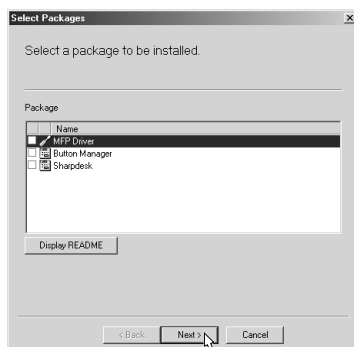 Select Packages
Select a package to be installed.
Package
Name
MFP Driver
Button Manager
Sharpdesk
Display README
< Back Next > Cancel